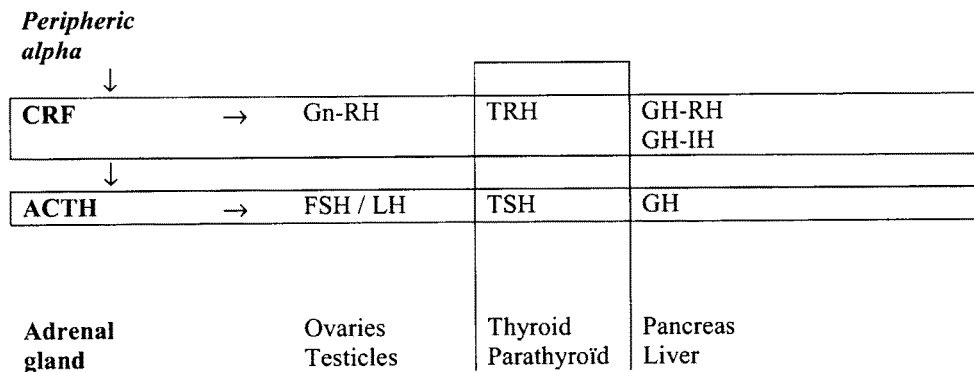 Peripheric
alpha
↓
CRF → Gn-RH TRH GH-RH
GH-IH
↓
ACTH → FSH / LH TSH GH
Adrenal Ovaries Thyroid Pancreas
gland Testicles Parathyroïd Liver